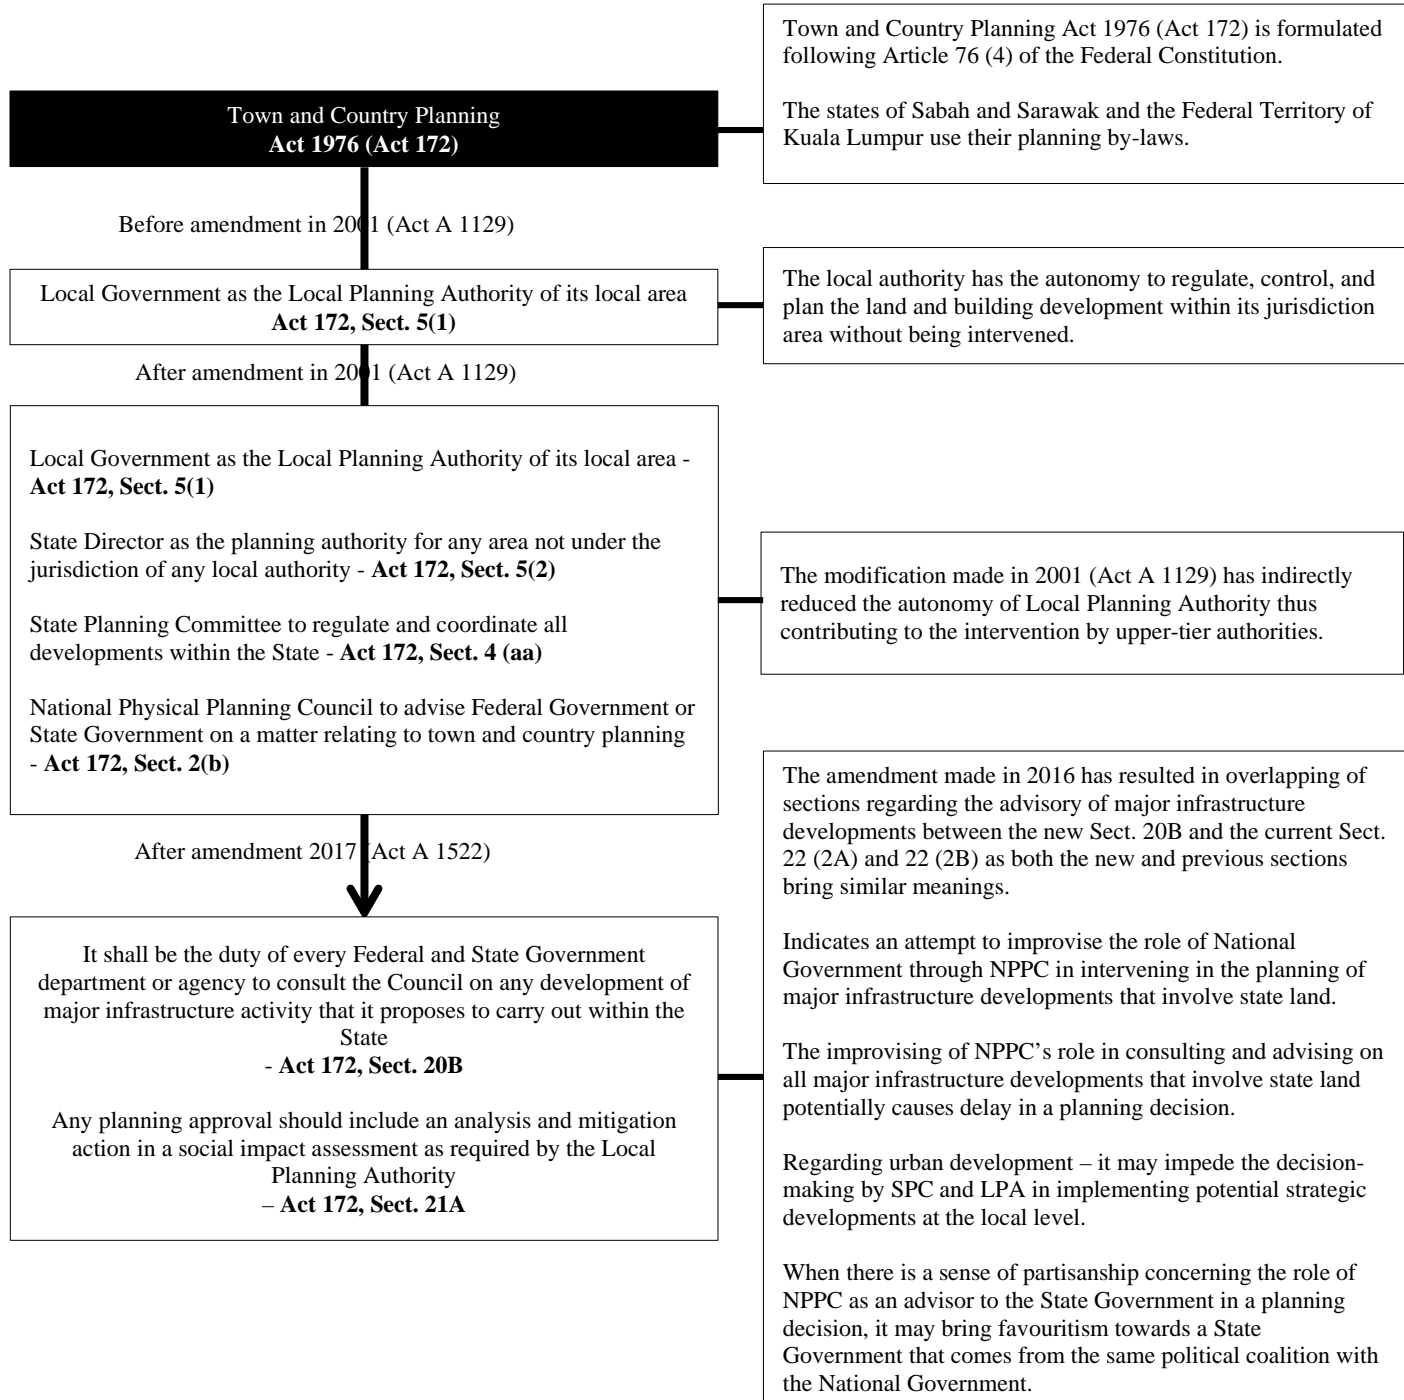 Town and Country Planning Act 1976 (Act 172) is formulated
following Article 76 (4) of the Federal Constitution.
The states of Sabah and Sarawak and the Federal Territory of
Kuala Lumpur use their planning by-laws.
Town and Country Planning
Act 1976 (Act 172)
Before amendment in 2001 (Act A 1129)
Local Government as the Local Planning Authority of its local area
Act 172, Sect. 5(1)
The local authority has the autonomy to regulate, control, and
plan the land and building development within its jurisdiction
area without being intervened.
After amendment in 2001 (Act A 1129)
Local Government as the Local Planning Authority of its local area -
Act 172, Sect. 5(1)
State Director as the planning authority for any area not under the
jurisdiction of any local authority - Act 172, Sect. 5(2)
State Planning Committee to regulate and coordinate all
developments within the State - Act 172, Sect. 4 (aa)
National Physical Planning Council to advise Federal Government or
State Government on a matter relating to town and country planning
- Act 172, Sect. 2(b)
The modification made in 2001 (Act A 1129) has indirectly
reduced the autonomy of Local Planning Authority thus
contributing to the intervention by upper-tier authorities.
After amendment 2017 (Act A 1522)
It shall be the duty of every Federal and State Government
department or agency to consult the Council on any development of
major infrastructure activity that it proposes to carry out within the
State
- Act 172, Sect. 20B
Any planning approval should include an analysis and mitigation
action in a social impact assessment as required by the Local
Planning Authority
– Act 172, Sect. 21A
The amendment made in 2016 has resulted in overlapping of
sections regarding the advisory of major infrastructure
developments between the new Sect. 20B and the current Sect.
22 (2A) and 22 (2B) as both the new and previous sections
bring similar meanings.
Indicates an attempt to improvise the role of National
Government through NPPC in intervening in the planning of
major infrastructure developments that involve state land.
The improvising of NPPC’s role in consulting and advising on
all major infrastructure developments that involve state land
potentially causes delay in a planning decision.
Regarding urban development – it may impede the decision-
making by SPC and LPA in implementing potential strategic
developments at the local level.
When there is a sense of partisanship concerning the role of
NPPC as an advisor to the State Government in a planning
decision, it may bring favouritism towards a State
Government that comes from the same political coalition with
the National Government.